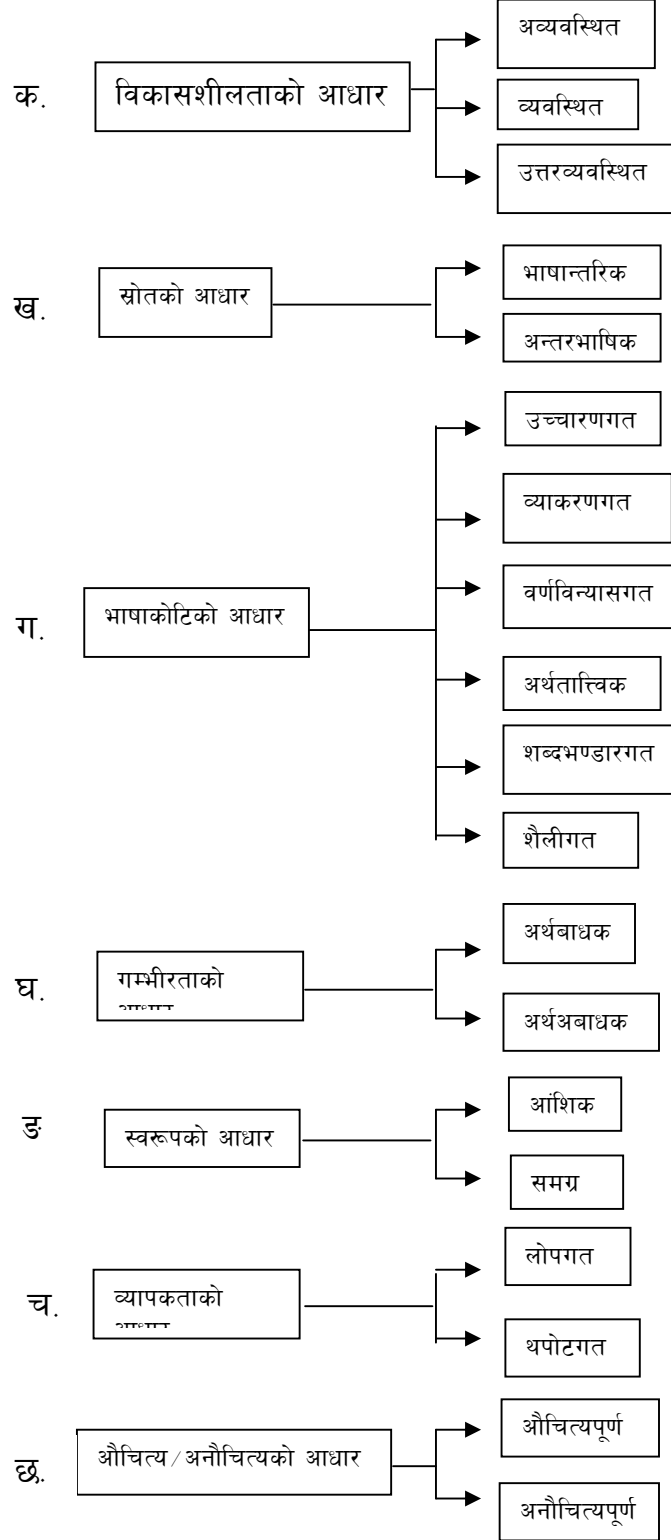 क.
विकासशीलताको आधार
अव्यवस्थित
व्यवस्थित
उत्तरव्यवस्थित
ख.
स्रोतको आधार
भाषान्तरिक
अन्तरभाषिक
ग.
भाषाकोटिको आधार
उच्चारणगत
व्याकरणगत
वर्णविन्यासगत
अर्थतात्त्विक
शब्दभण्डारगत
शैलीगत
घ.
गम्भीरताको
अर्थबाधक
अर्थअबाधक
ङ
स्वरूपको आधार
आंशिक
समग्र
च.
व्यापकताको
लोपगत
थपोटगत
छ.
औचित्य/अनौचित्यको आधार
औचित्यपूर्ण
अनौचित्यपूर्ण